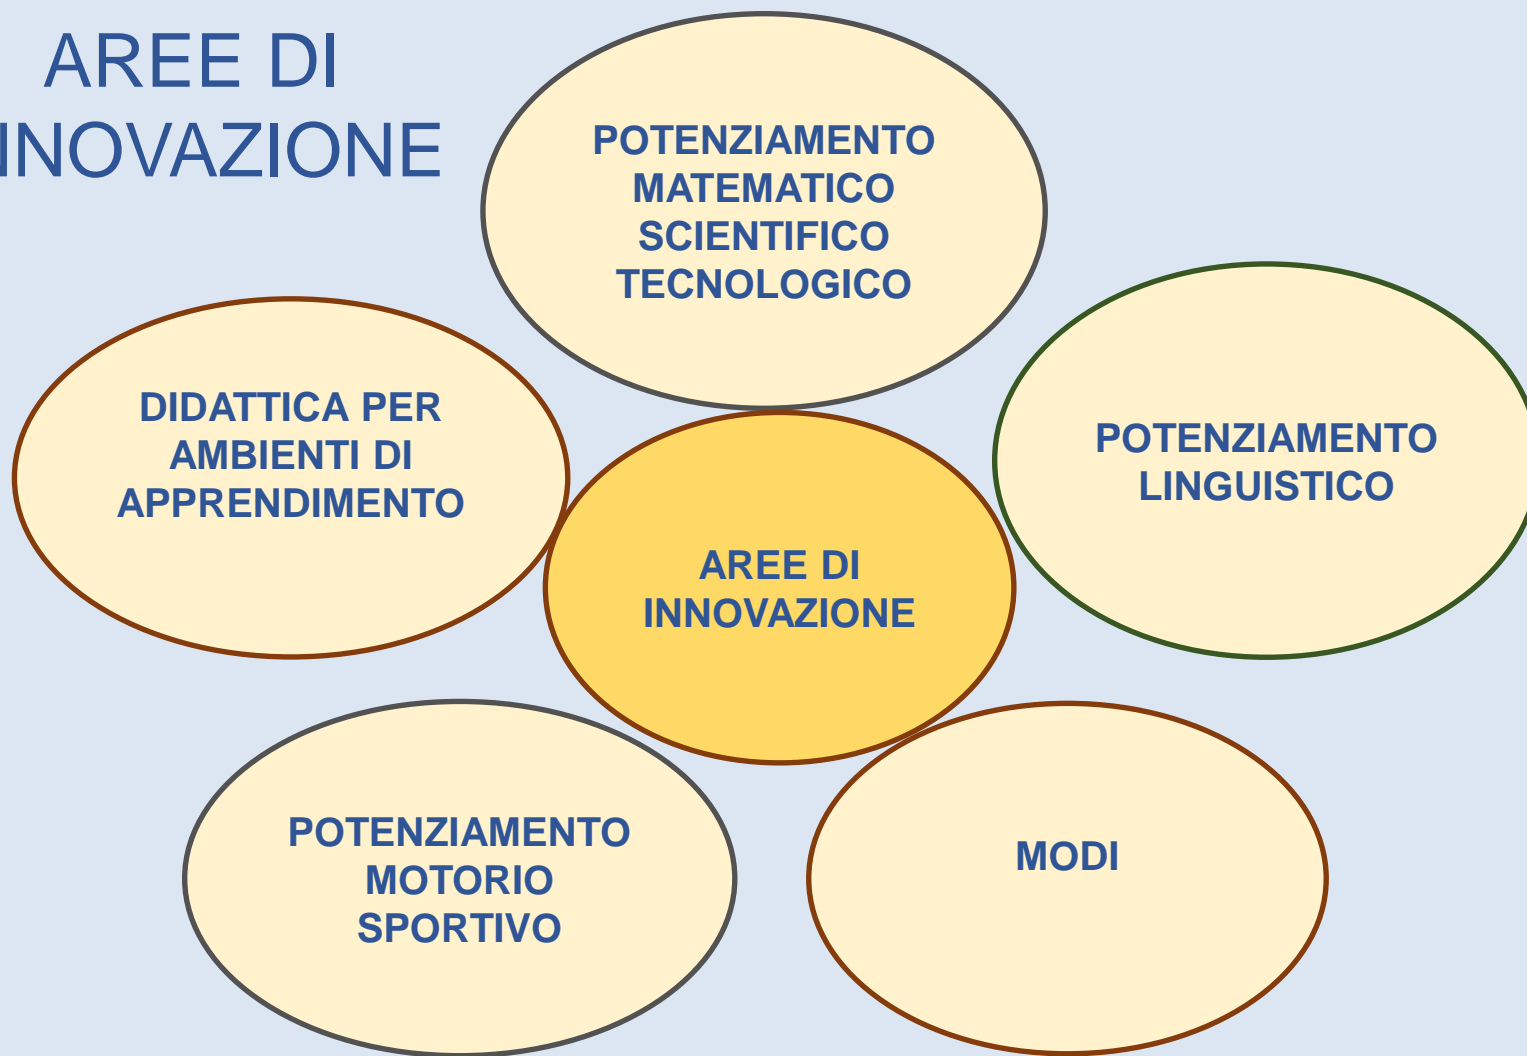 AREE DI
NNOVAZIONE
POTENZIAMENTO
MATEMATICO
SCIENTIFICO
TECNOLOGICO
DIDATTICA PER
AMBIENTI DI
APPRENDIMENTO
POTENZIAMENTO
LINGUISTICO
AREE DI
INNOVAZIONE
POTENZIAMENTO
MOTORIO
SPORTIVO
MODI